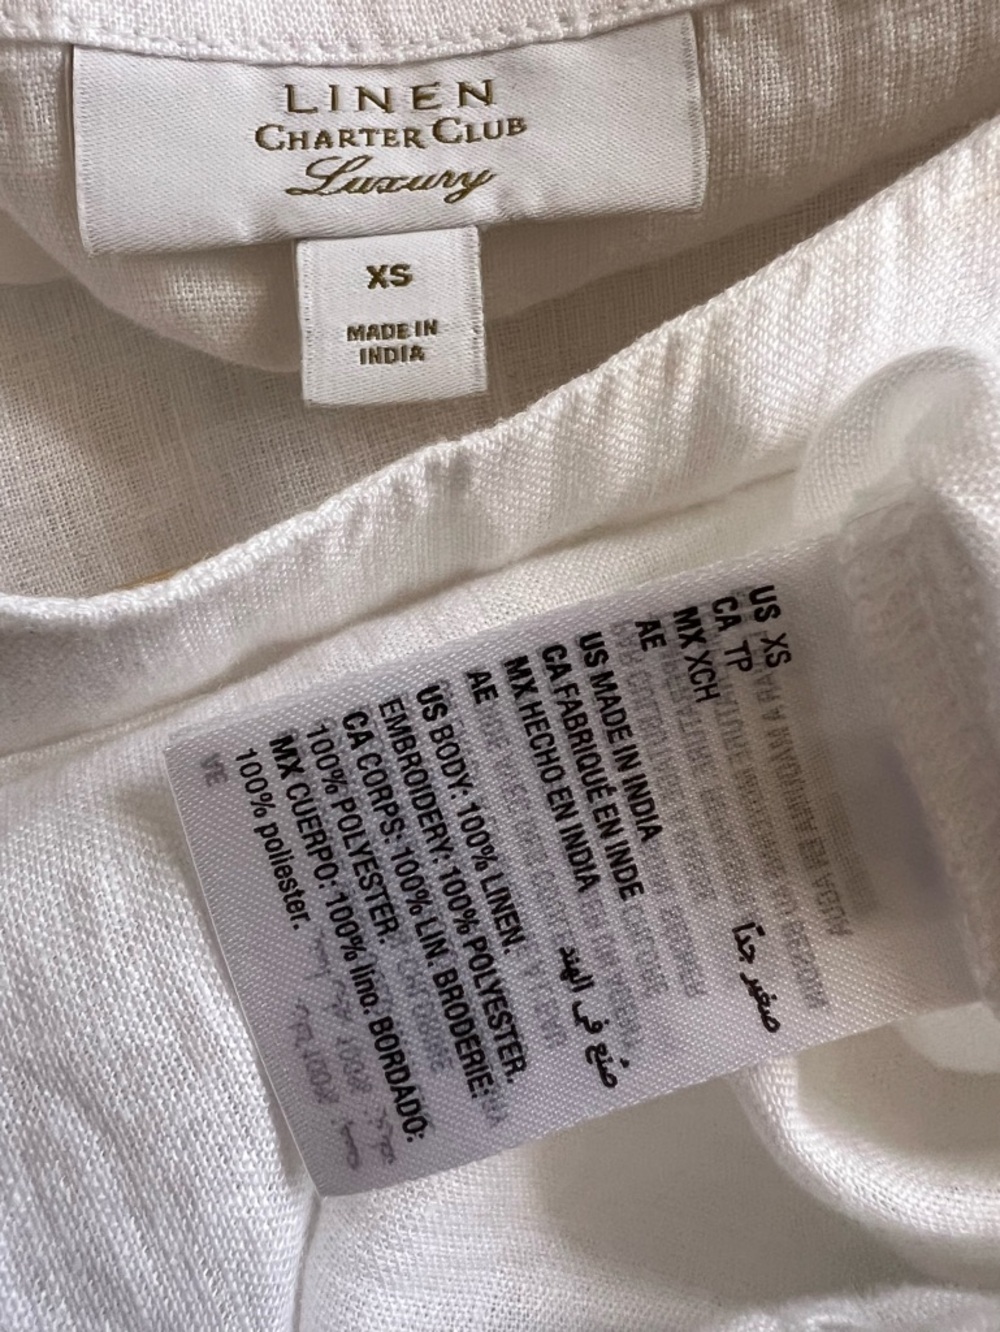 LINEN
CHARTER CLUB
Luxury
XS
MADE IN
INDIA
US XS
CA TP
MX XCH
AE صغير جدًا
US MADE IN INDIA
CA FABRIQUÉ EN INDE
MX HECHO EN INDIA
AE صُنع في الهند
US BODY: 100% LINEN.
EMBROIDERY: 100% POLYESTER.
CA CORPS: 100% LIN. BRODERIE:
100% POLYESTER.
MX CUERPO: 100% lino. BORDADO:
100% poliester.